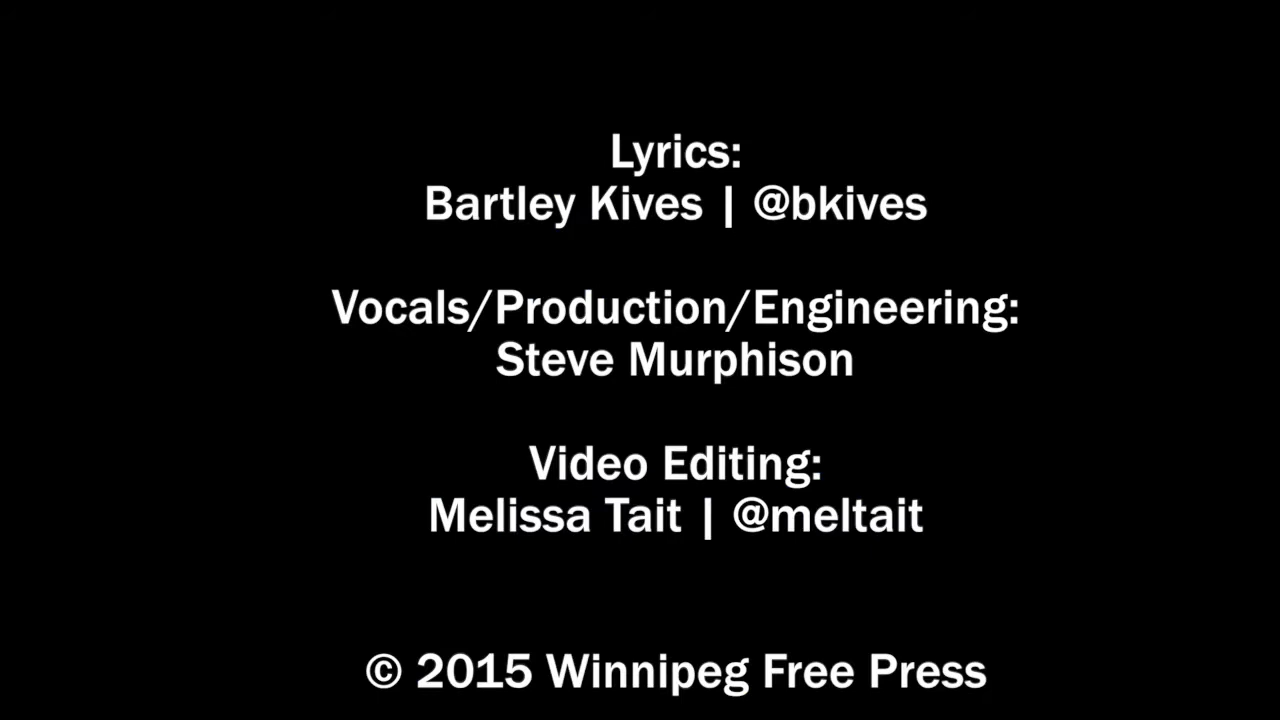 Lyrics:
Bartley Kives | @bkives
Vocals/Production/Engineering:
Steve Murphison
Video Editing:
Melissa Tait | @meltait
© 2015 Winnipeg Free Press